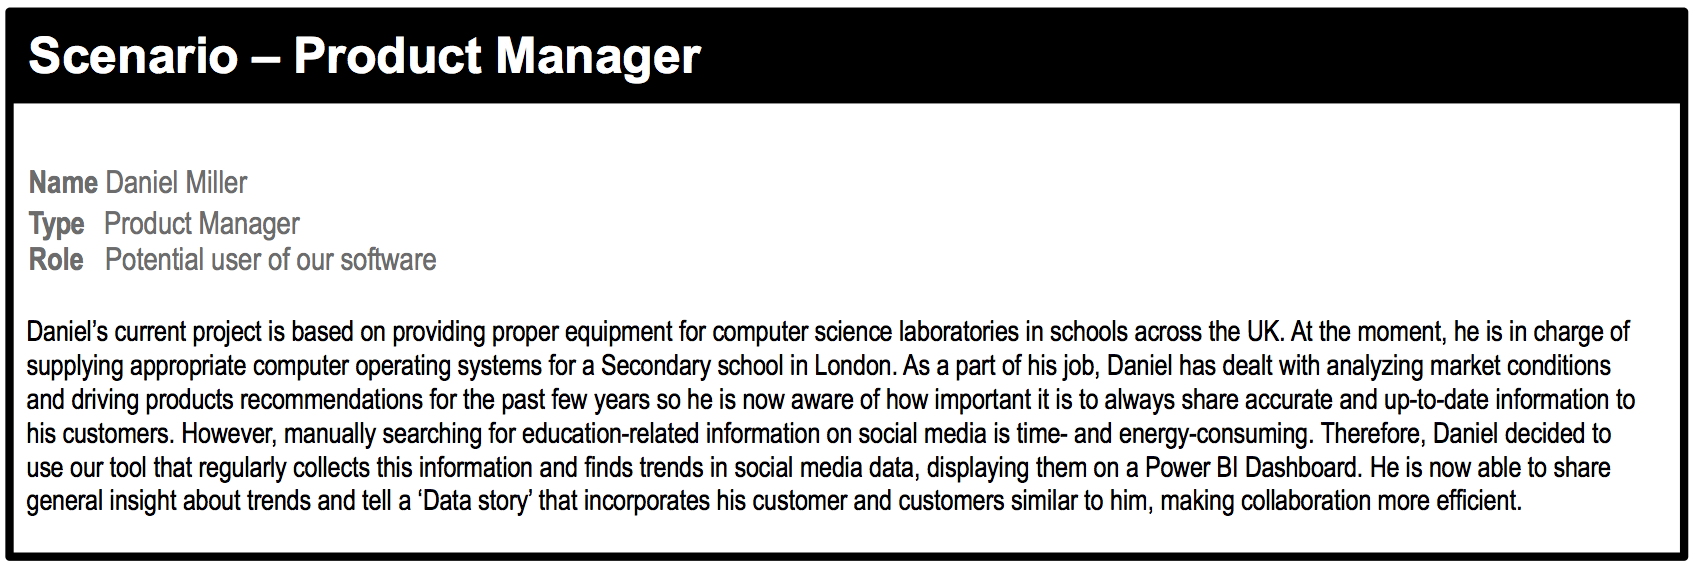 Scenario – Product Manager
Name Daniel Miller
Type Product Manager
Role Potential user of our software
Daniel’s current project is based on providing proper equipment for computer science laboratories in schools across the UK. At the moment, he is in charge of
supplying appropriate computer operating systems for a Secondary school in London. As a part of his job, Daniel has dealt with analyzing market conditions
and driving products recommendations for the past few years so he is now aware of how important it is to always share accurate and up-to-date information to
his customers. However, manually searching for education-related information on social media is time- and energy-consuming. Therefore, Daniel decided to
use our tool that regularly collects this information and finds trends in social media data, displaying them on a Power BI Dashboard. He is now able to share
general insight about trends and tell a ‘Data story’ that incorporates his customer and customers similar to him, making collaboration more efficient.